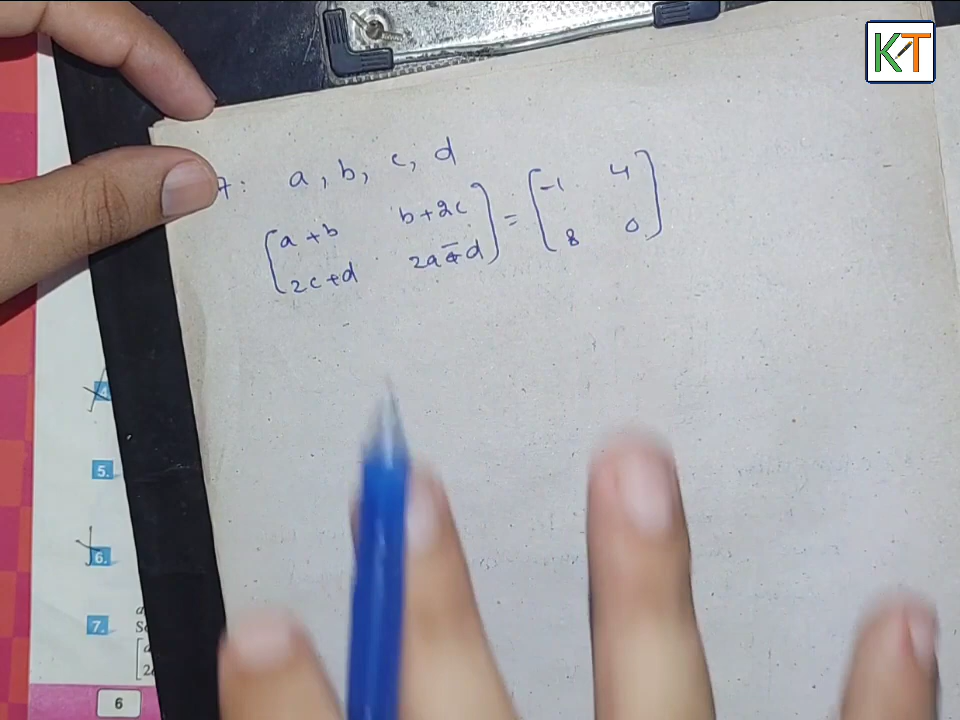 KT
7: a, b, c, d
[a+b b+2c] = [-1 4]
[2c+d 2a-d] [8 0]
5.
6.
7.
6